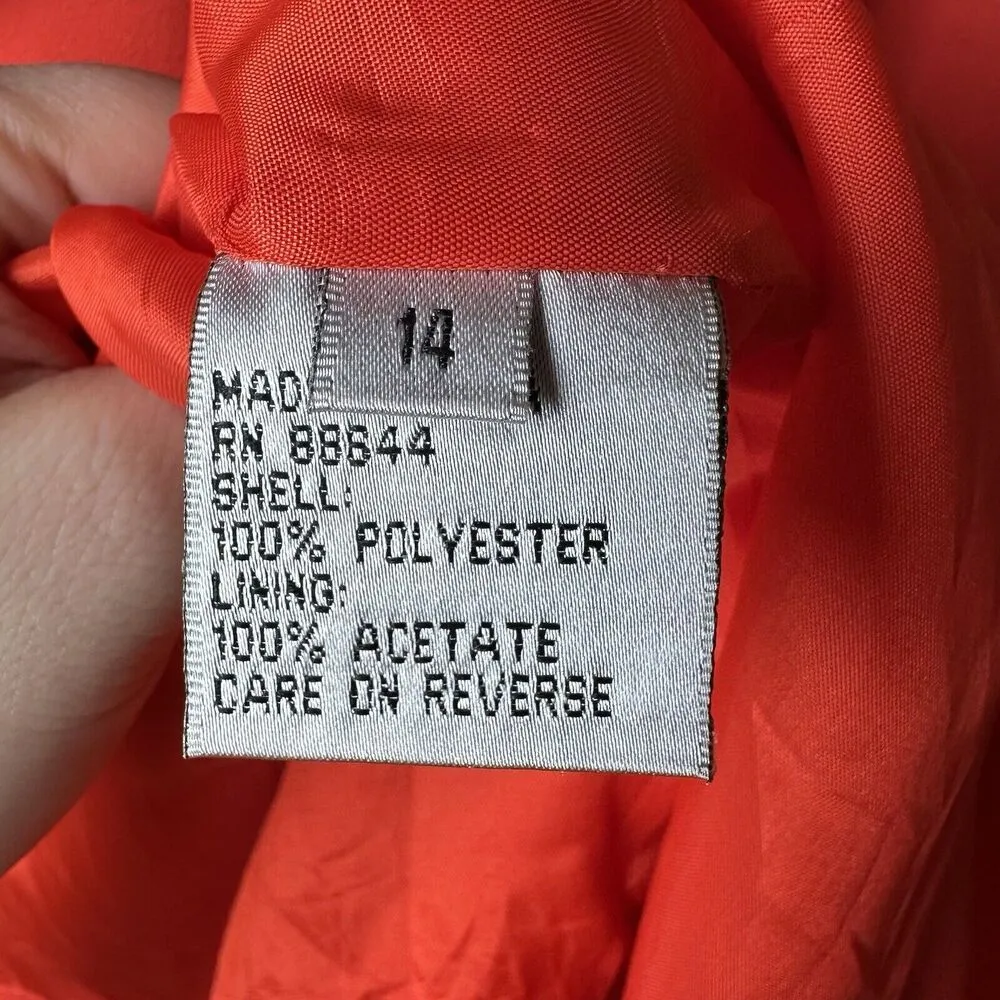 14
MAD
RN 88644
SHELL:
100% POLYESTER
LINING:
100% ACETATE
CARE ON REVERSE